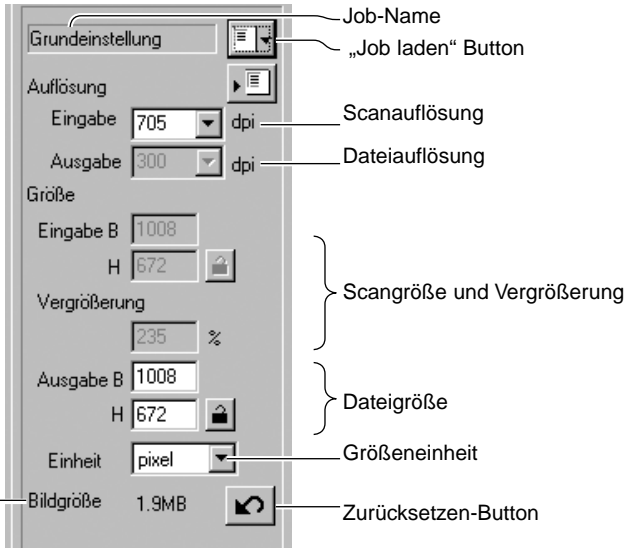 Job-Name
Grundeinstellung
„Job laden“ Button
Auflösung
Eingabe 705 dpi Scanauflösung
Ausgabe 300 dpi Dateiauflösung
Größe
Eingabe B 1008
H 672
Scangröße und Vergrößerung
Vergrößerung
235 %
Ausgabe B 1008
Dateigröße
H 672
Einheit pixel Größeneinheit
Bildgröße 1.9MB Zurücksetzen-Button